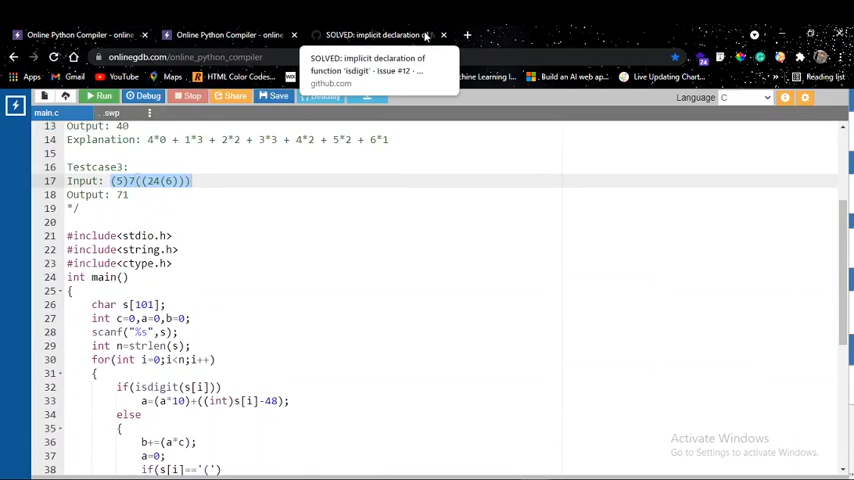 Online Python Compiler - online
Online Python Compiler - online
SOLVED: implicit declaration of
onlinegdb.com/online_python_compiler
SOLVED: implicit declaration of
function 'isdigit' · Issue #12 · ...
github.com
Apps
Gmail
HTML Color Codes...
achine Learning -...
Build an AI web ap...
Live Updating Chart...
Reading list
Run
Debug
Stop
Share
Save
Beautify
Language C
main.c
.swp
13 Output: 40
14 Explanation: 4*0 + 1*3 + 2*2 + 3*3 + 4*2 + 5*2 + 6*1
15
16 Testcase3:
17 Input: (5)7((24(6)))
18 Output: 71
19 */
20
21 #include<stdio.h>
22 #include<string.h>
23 #include<ctype.h>
24 int main()
25 {
26 char s[101];
27 int c=0,a=0,b=0;
28 scanf("%s",s);
29 int n=strlen(s);
30 for(int i=0;i<n;i++)
31 {
32 if(isdigit(s[i]))
33 a=(a*10)+((int)s[i]-48);
34 else
35 {
36 b+=(a*c);
37 a=0;
38 if(s[i]=='(')
Activate Windows
Go to Settings to activate Windows.